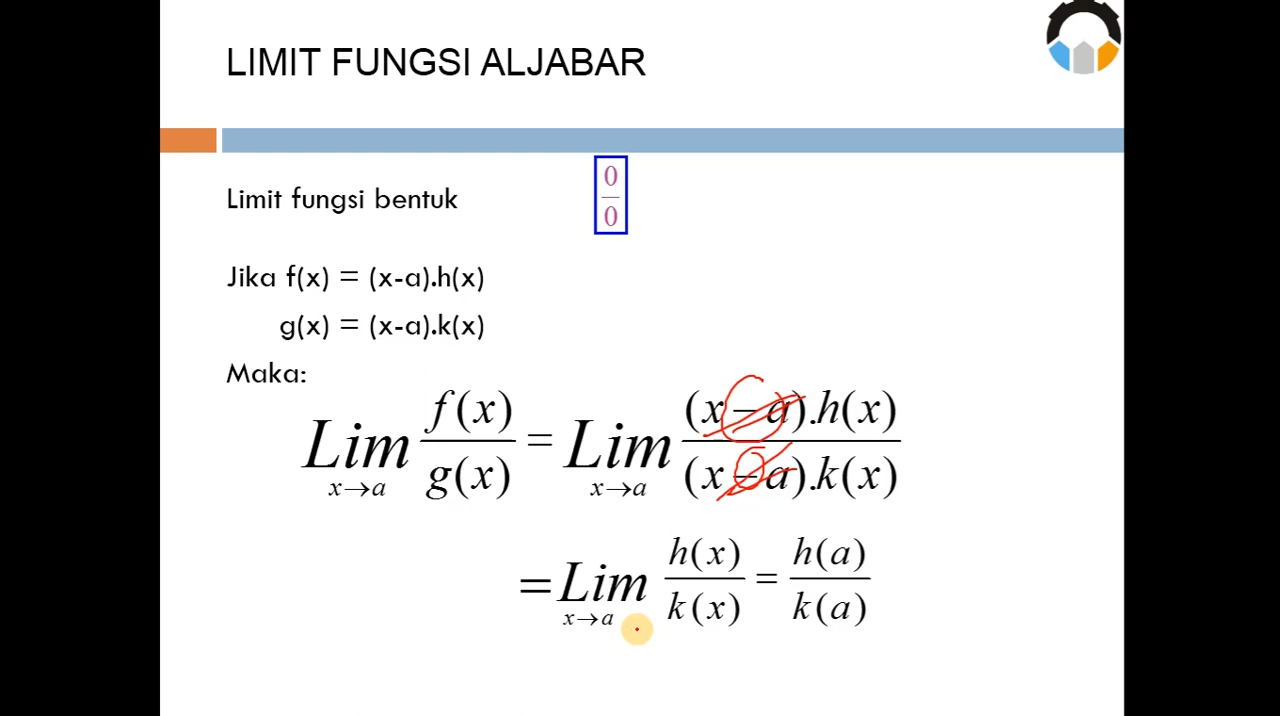 LIMIT FUNGSI ALJABAR
Limit fungsi bentuk 0/0
Jika f(x) = (x-a).h(x)
g(x) = (x-a).k(x)
Maka:
Lim x→a f(x)/g(x) = Lim x→a (x−a).h(x)/(x−a).k(x)
= Lim x→a h(x)/k(x) = h(a)/k(a)